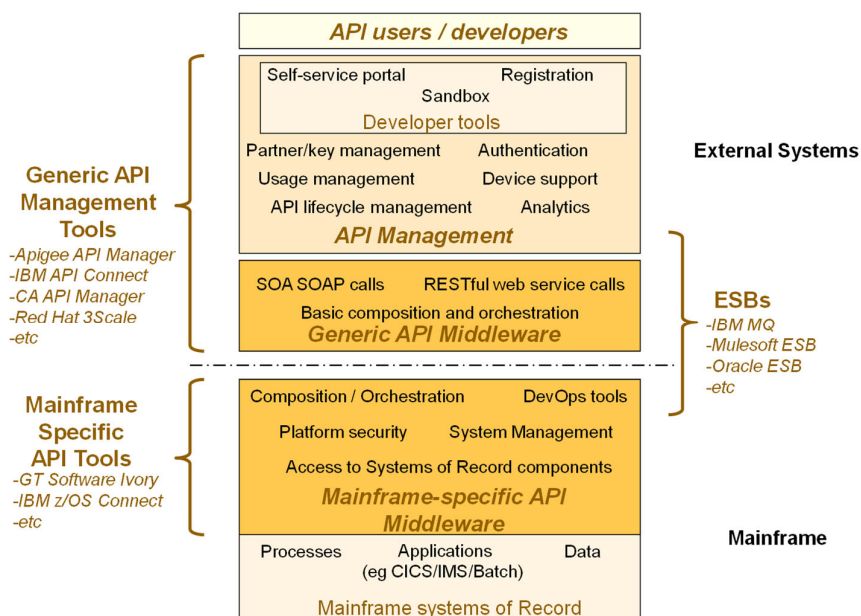 API users / developers
Self-service portal Registration
Sandbox
Developer tools
Partner/key management Authentication
Usage management Device support
API lifecycle management Analytics
API Management
SOA SOAP calls RESTful web service calls
Basic composition and orchestration
Generic API Middleware
Composition / Orchestration DevOps tools
Platform security System Management
Access to Systems of Record components
Mainframe-specific API
Middleware
Processes Applications Data
(eg CICS/IMS/Batch)
Mainframe systems of Record
Generic API
Management
Tools
-Apigee API Manager
-IBM API Connect
-CA API Manager
-Red Hat 3Scale
-etc
Mainframe
Specific
API Tools
-GT Software Ivory
-IBM z/OS Connect
-etc
External Systems
ESBs
-IBM MQ
-Mulesoft ESB
-Oracle ESB
-etc
Mainframe